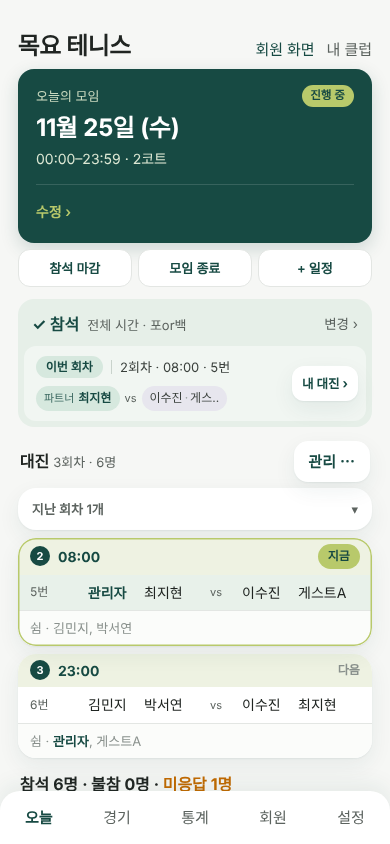 목요 테니스
회원 화면 내 클럽
오늘의 모임
진행 중
11월 25일 (수)
00:00–23:59 · 2코트
수정 ›
참석 마감
모임 종료
+ 일정
✓ 참석 전체 시간 · 포or백
변경 ›
이번 회차 2회차 · 08:00 · 5번
파트너 최지현 vs 이수진 · 게스..
내 대진 ›
대진 3회차 · 6명
관리 ···
지난 회차 1개 ▾
2 08:00 지금
5번 관리자 최지현 vs 이수진 게스트A
쉼 · 김민지, 박서연
3 23:00 다음
6번 김민지 박서연 vs 이수진 최지현
쉼 · 관리자, 게스트A
참석 6명 · 불참 0명 · 미응답 1명
오늘 경기 통계 회원 설정